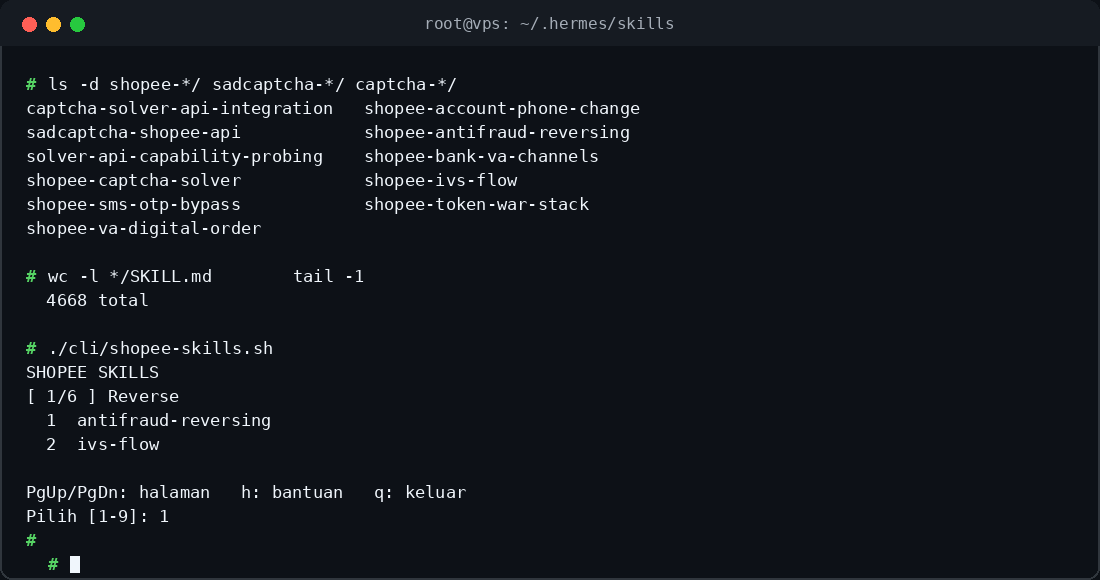 root@vps: ~/.hermes/skills
# ls -d shopee-*/ sadcaptcha-*/ captcha-*/
captcha-solver-api-integration   shopee-account-phone-change
sadcaptcha-shopee-api            shopee-antifraud-reversing
solver-api-capability-probing    shopee-bank-va-channels
shopee-captcha-solver            shopee-ivs-flow
shopee-sms-otp-bypass            shopee-token-war-stack
shopee-va-digital-order
# wc -l */SKILL.md        tail -1
  4668 total
# ./cli/shopee-skills.sh
SHOPEE SKILLS
[ 1/6 ] Reverse
  1  antifraud-reversing
  2  ivs-flow
PgUp/PgDn: halaman   h: bantuan   q: keluar
Pilih [1-9]: 1
#
  #